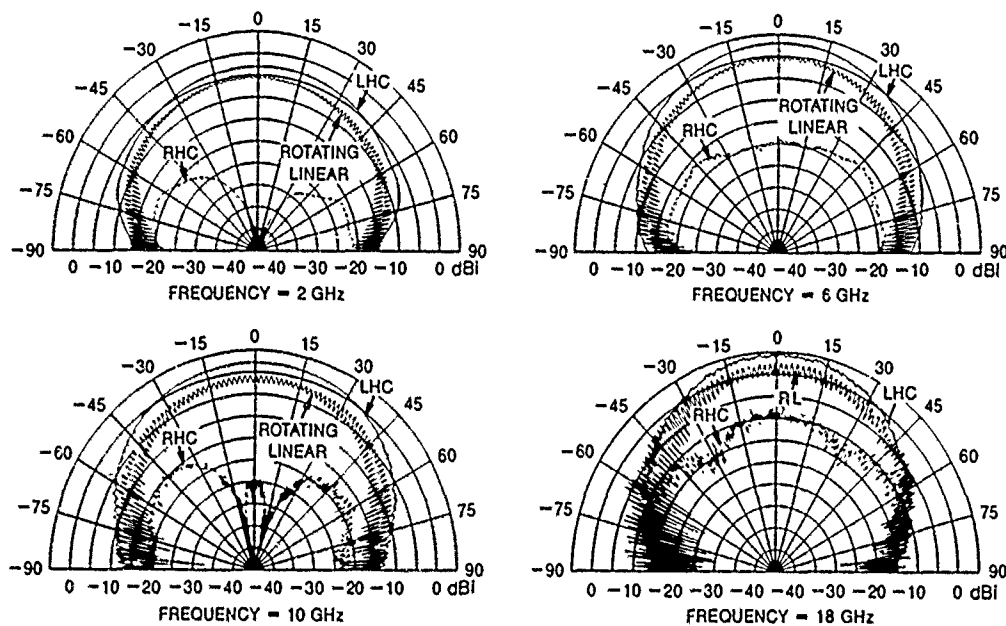 0
-15 15
-30 30
-45 LHC 45
-60 RHC ROTATING LINEAR 60
-75 75
-90 90
0 -10 -20 -30 -40 -40 -30 -20 -10 0 dBi
FREQUENCY = 2 GHz
0
-15 15
-30 30
-45 LHC 45
-60 RHC ROTATING LINEAR 60
-75 75
-90 90
0 -10 -20 -30 -40 -30 -20 -10 0 dBi
FREQUENCY = 6 GHz
0
-15 15
-30 30
-45 LHC 45
-60 RHC ROTATING LINEAR 60
-75 75
-90 90
0 -10 -20 -30 -40 -30 -20 -10 0 dBi
FREQUENCY = 10 GHz
0
-15 15
-30 30
-45 RHC RL LHC 45
-60 60
-75 75
-90 90
0 -10 -20 -30 -40 -30 -20 -10 0 dBi
FREQUENCY = 18 GHz